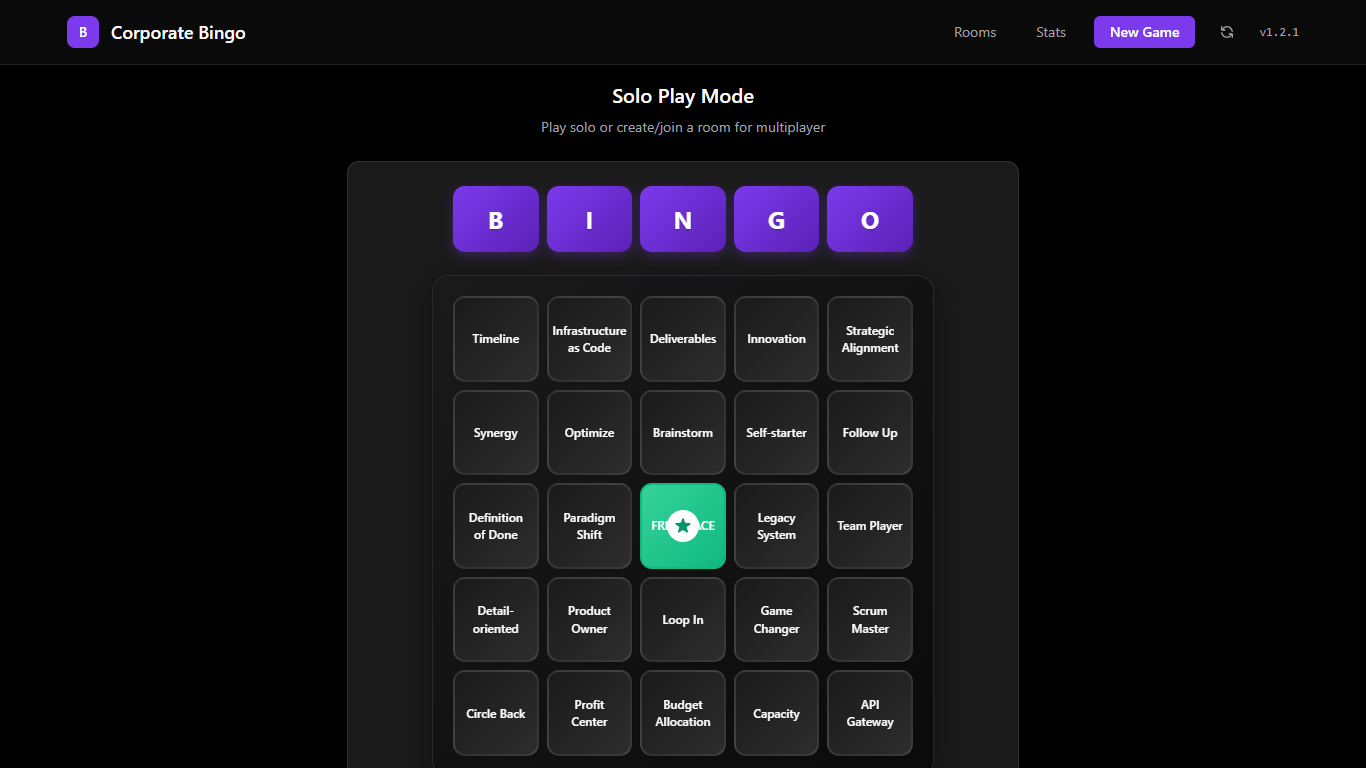 B Corporate Bingo Rooms Stats New Game v1.2.1
Solo Play Mode
Play solo or create/join a room for multiplayer
B I N G O
Timeline
Infrastructure
as Code
Deliverables
Innovation
Strategic
Alignment
Synergy
Optimize
Brainstorm
Self-starter
Follow Up
Definition
of Done
Paradigm
Shift
Legacy
System
Team Player
Detail-
oriented
Product
Owner
Loop In
Game
Changer
Scrum
Master
Circle Back
Profit
Center
Budget
Allocation
Capacity
API
Gateway